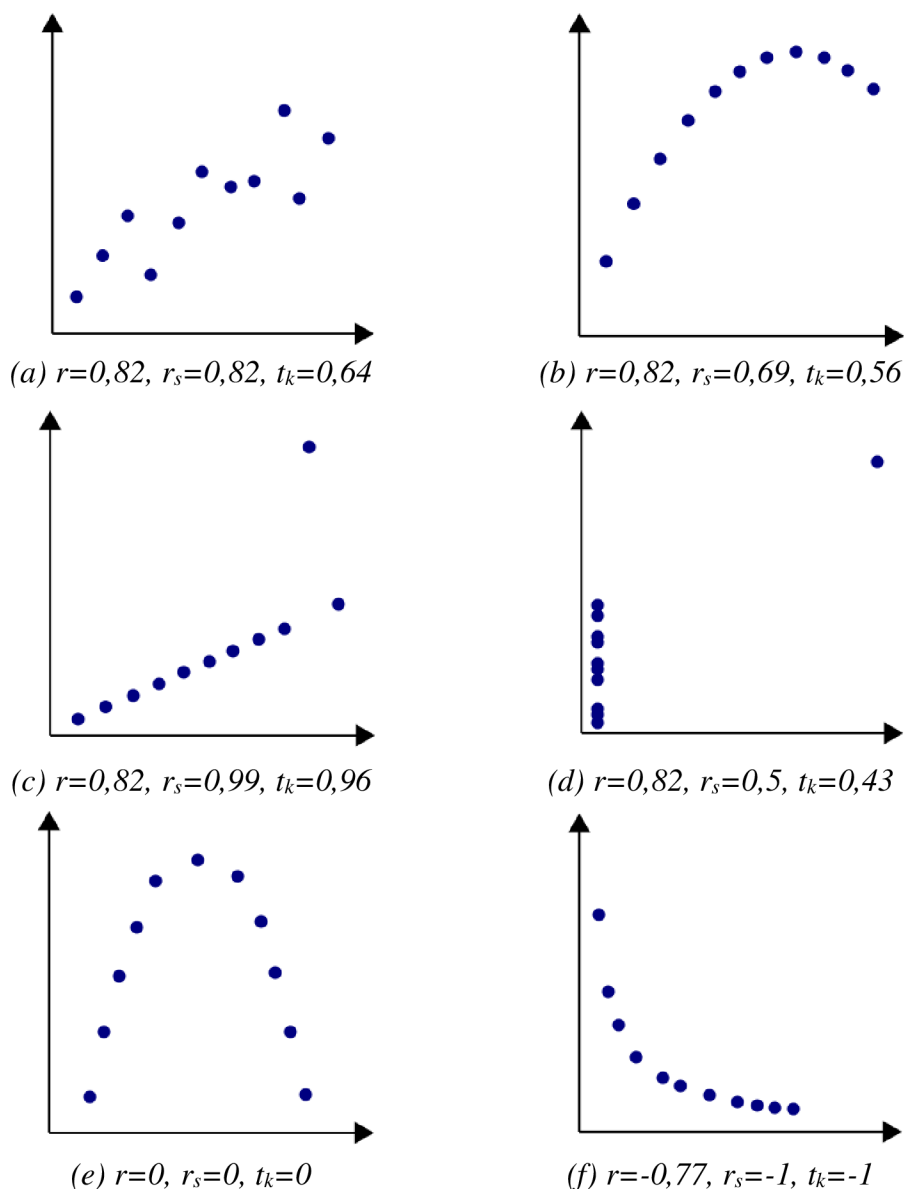 (a) r=0,82, rs=0,82, tk=0,64
(b) r=0,82, rs=0,69, tk=0,56
(c) r=0,82, rs=0,99, tk=0,96
(d) r=0,82, rs=0,5, tk=0,43
(e) r=0, rs=0, tk=0
(f) r=-0,77, rs=-1, tk=-1